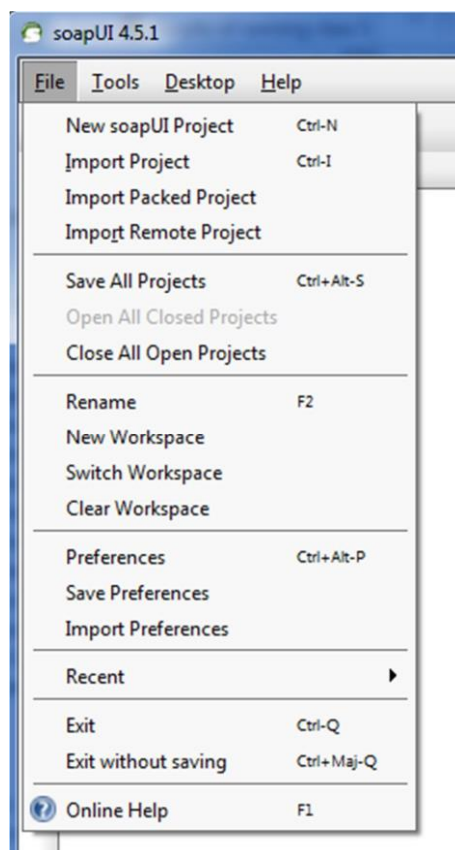 soapUI 4.5.1
File Tools Desktop Help
New soapUI Project Ctrl-N
Import Project Ctrl-I
Import Packed Project
Import Remote Project
Save All Projects Ctrl+Alt-S
Open All Closed Projects
Close All Open Projects
Rename F2
New Workspace
Switch Workspace
Clear Workspace
Preferences Ctrl+Alt-P
Save Preferences
Import Preferences
Recent
Exit Ctrl-Q
Exit without saving Ctrl+Maj-Q
Online Help F1